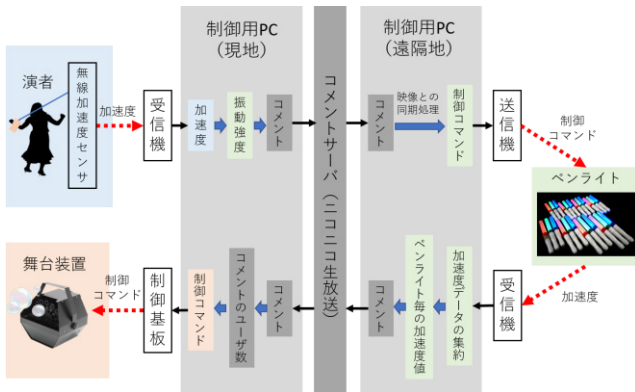 制御用PC
（現地）
制御用PC
（遠隔地）
演者
無線加速度センサ
加速度
受信機
加速度
振動強度
コメント
コメントサーバ（ニコニコ生放送）
コメント
映像との
同期処理
制御コマンド
送信機
制御
コマンド
ペンライト
舞台装置
制御
コマンド
制御基板
制御コマンド
コメントのユーザ数
コメント
コメント
ペンライト毎の加速度値
加速度データの集約
受信機
加速度